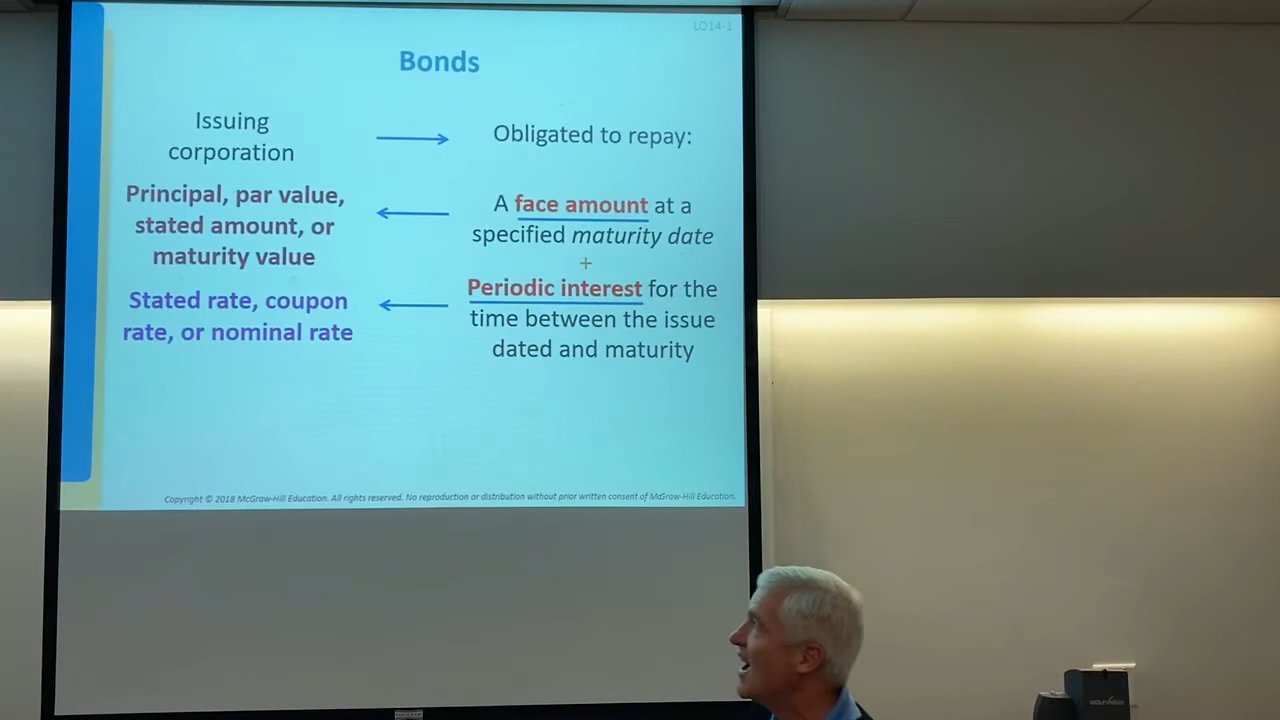 LO14-1
Bonds
Issuing
corporation
Obligated to repay:
Principal, par value,
stated amount, or
maturity value
A face amount at a
specified maturity date
+
Stated rate, coupon
rate, or nominal rate
Periodic interest for the
time between the issue
dated and maturity
Copyright © 2018 McGraw-Hill Education. All rights reserved. No reproduction or distribution without prior written consent of McGraw-Hill Education.